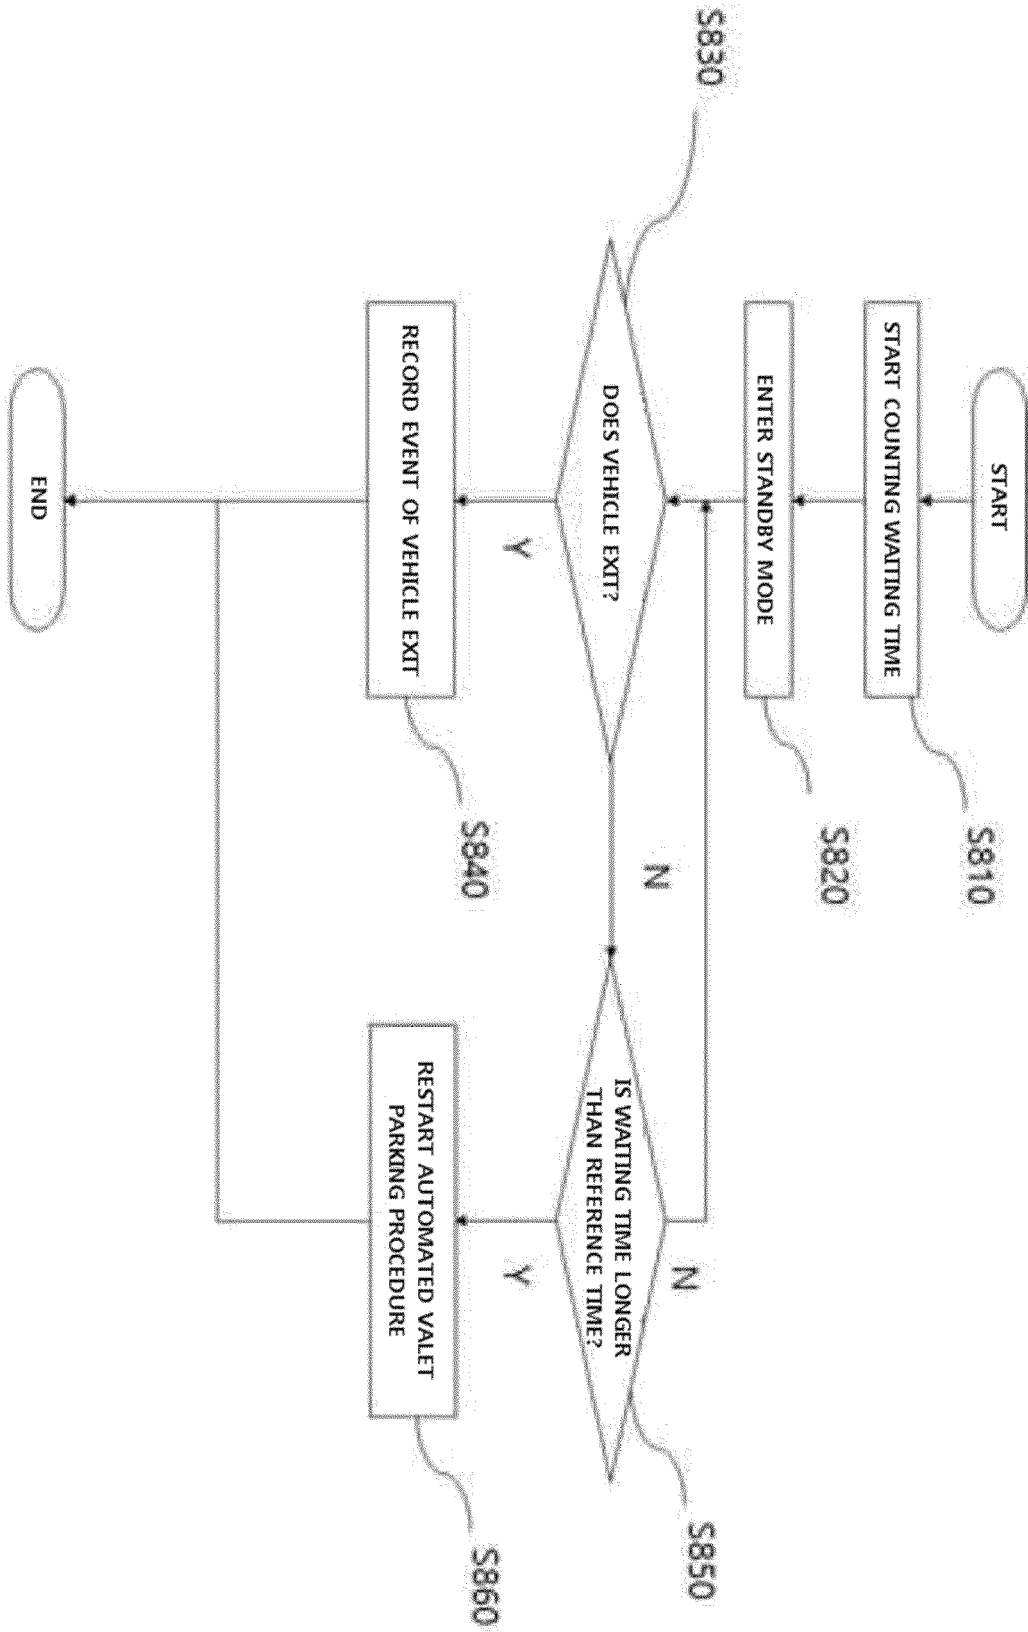 START
START COUNTING WAITING TIME
S810
ENTER STANDBY MODE
S820
S830
DOES VEHICLE EXIT?
N
Y
IS WAITING TIME LONGER
THAN REFERENCE TIME?
N
S850
Y
RECORD EVENT OF VEHICLE EXIT
S840
RESTART AUTOMATED VALET
PARKING PROCEDURE
S860
END